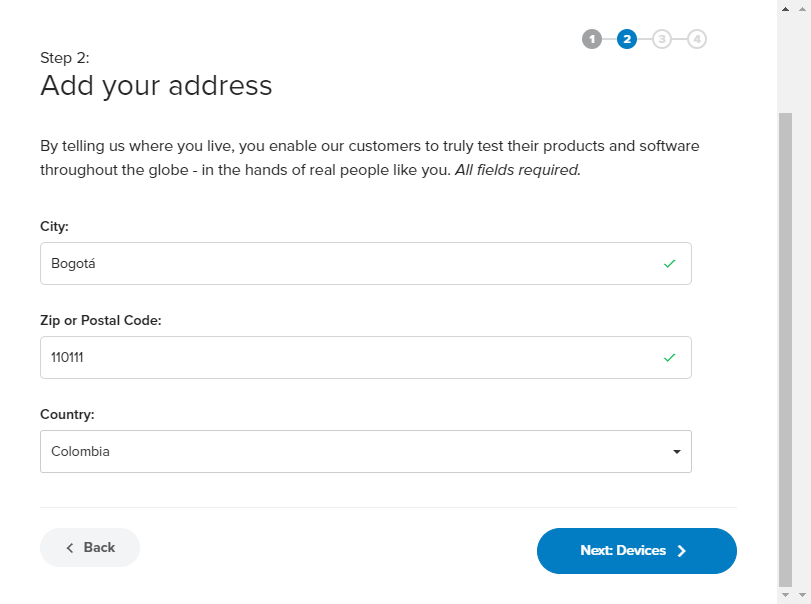 1 2 3 4
Step 2:
Add your address
By telling us where you live, you enable our customers to truly test their products and software
throughout the globe - in the hands of real people like you. All fields required.
City:
Bogotá
Zip or Postal Code:
110111
Country:
Colombia
Back
Next: Devices